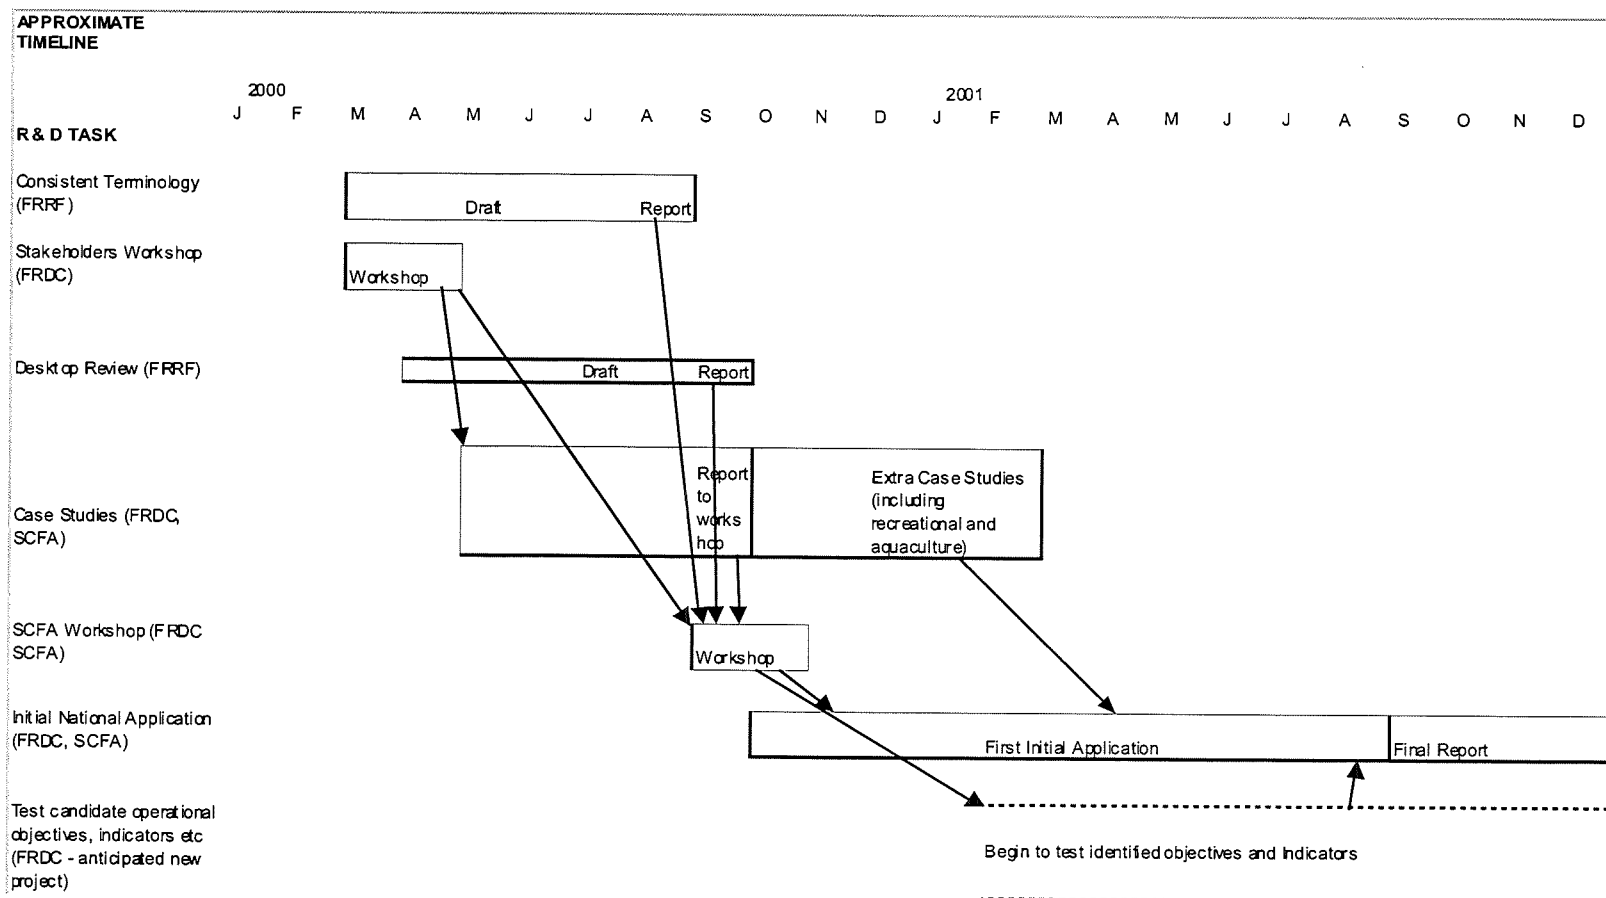 APPROXIMATE
TIMELINE
2000
2001
J F M A M J J A S O N D J F M A M J J A S O N D
R & D TASK
Consistent Terminology
(FRRF)
Draft
Report
Stakeholders Workshop
(FRDC)
Workshop
Desktop Review (FRRF)
Draft
Report
Case Studies (FRDC,
SCFA)
Report
to
works
hop
Extra Case Studies
(including
recreational and
aquaculture)
SCFA Workshop (FRDC
SCFA)
Workshop
Initial National Application
(FRDC, SCFA)
First Initial Application
Final Report
Test candidate operational
objectives, indicators etc
(FRDC - anticipated new
project)
Begin to test identified objectives and Indicators